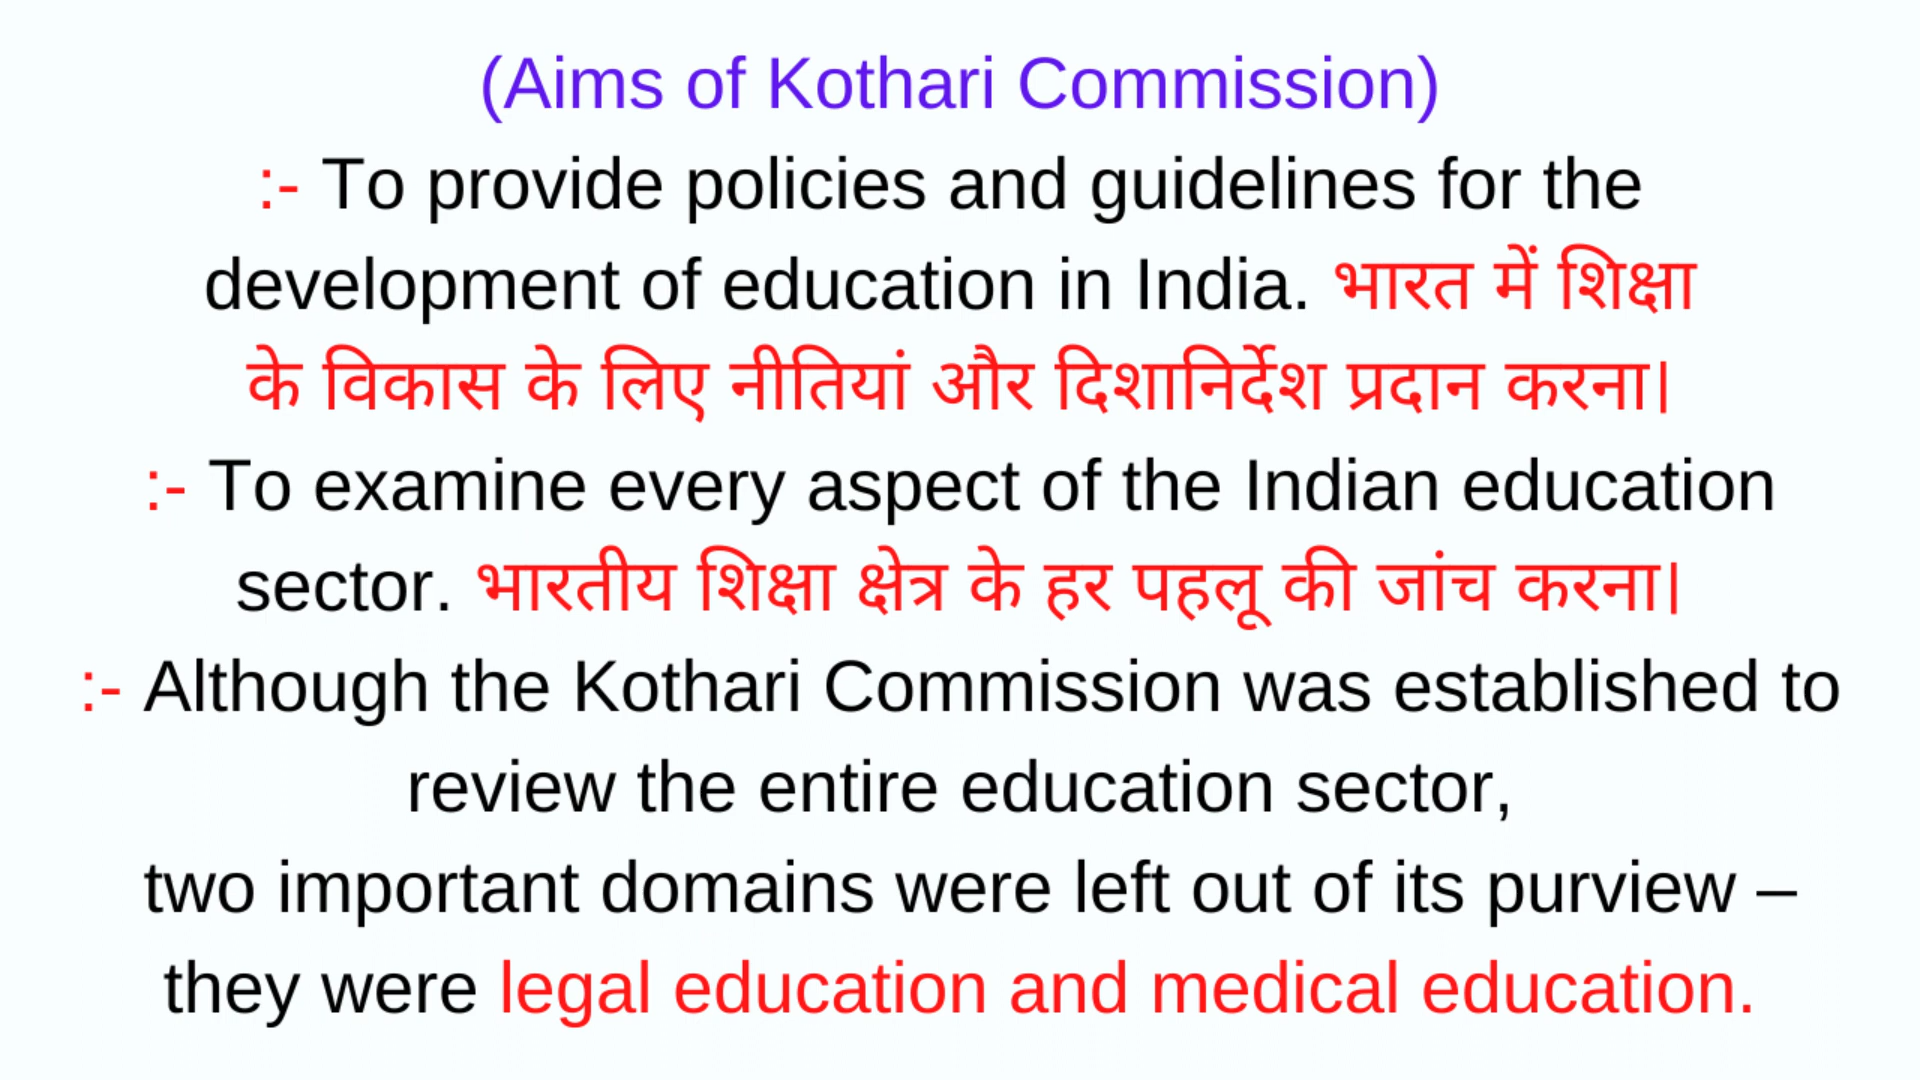 (Aims of Kothari Commission)
:- To provide policies and guidelines for the
development of education in India. भारत में शिक्षा
के विकास के लिए नीतियां और दिशानिर्देश प्रदान करना।
:- To examine every aspect of the Indian education
sector. भारतीय शिक्षा क्षेत्र के हर पहलू की जांच करना।
:- Although the Kothari Commission was established to
review the entire education sector,
two important domains were left out of its purview –
they were legal education and medical education.